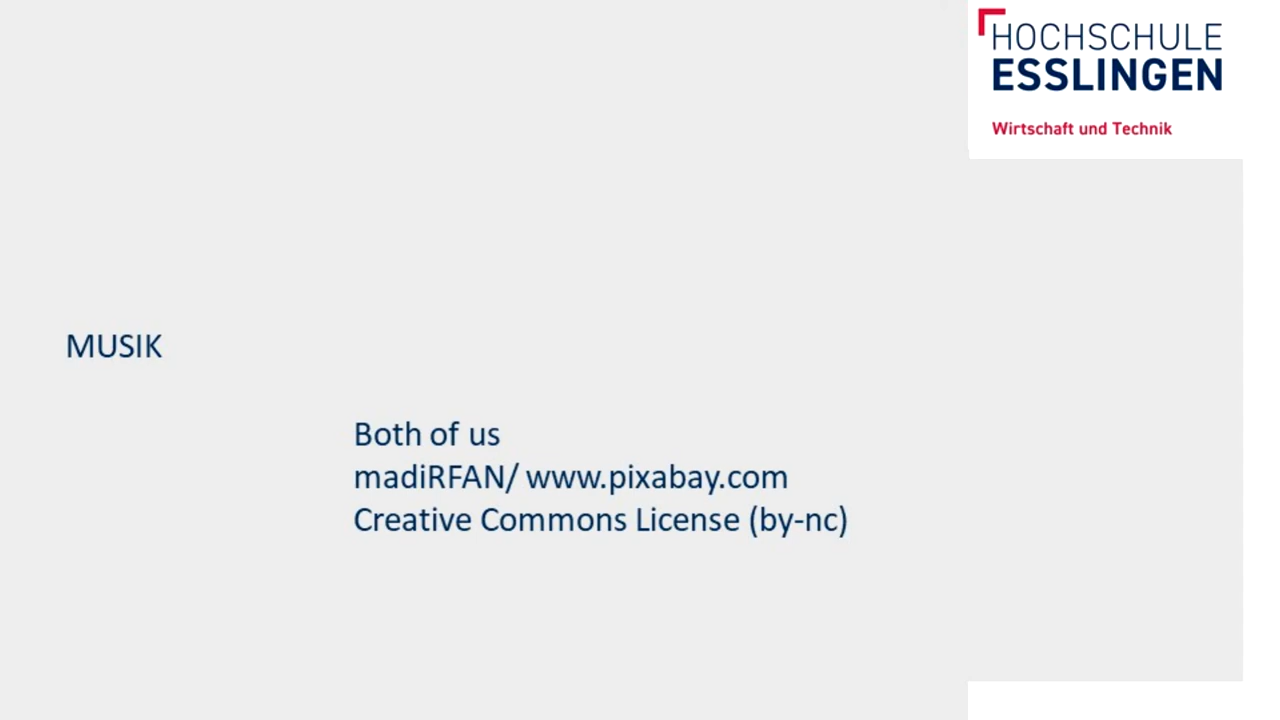 HOCHSCHULE
ESSLINGEN
Wirtschaft und Technik
MUSIK
Both of us
madiRFAN/ www.pixabay.com
Creative Commons License (by-nc)